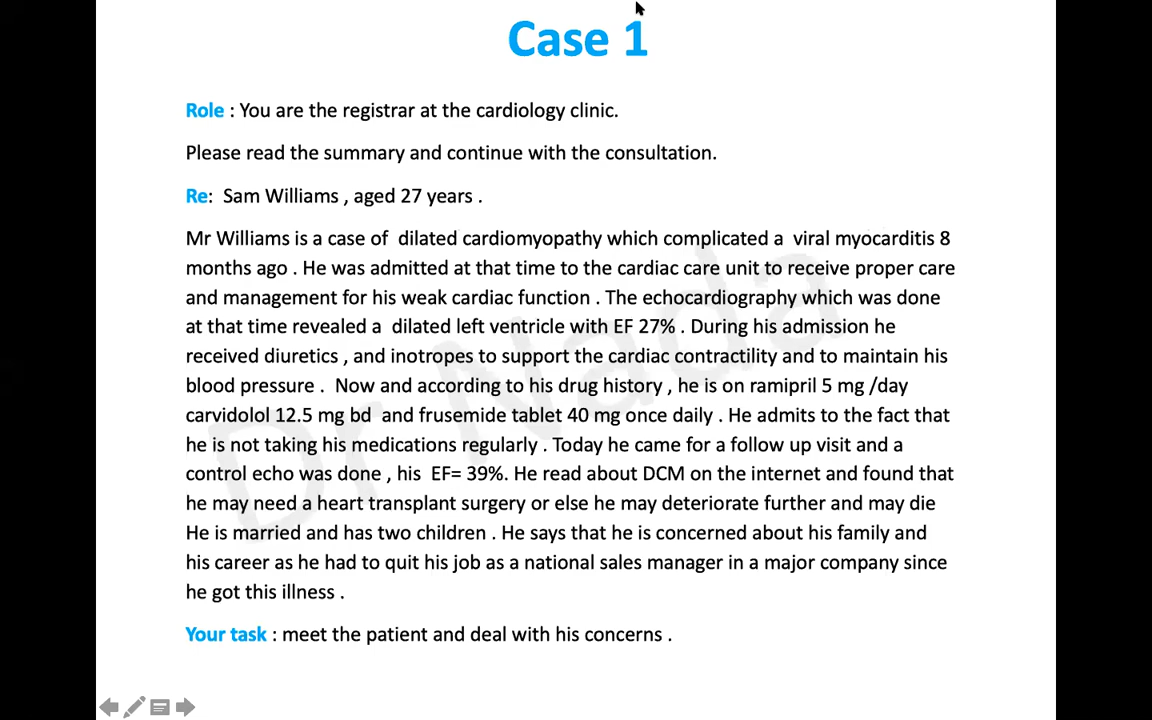 Case 1
Role : You are the registrar at the cardiology clinic.
Please read the summary and continue with the consultation.
Re:  Sam Williams , aged 27 years .
Mr Williams is a case of  dilated cardiomyopathy which complicated a  viral myocarditis 8
months ago . He was admitted at that time to the cardiac care unit to receive proper care
and management for his weak cardiac function . The echocardiography which was done
at that time revealed a  dilated left ventricle with EF 27% . During his admission he
received diuretics , and inotropes to support the cardiac contractility and to maintain his
blood pressure .  Now and according to his drug history , he is on ramipril 5 mg /day
carvidolol 12.5 mg bd  and frusemide tablet 40 mg once daily . He admits to the fact that
he is not taking his medications regularly . Today he came for a follow up visit and a
control echo was done , his  EF= 39%. He read about DCM on the internet and found that
he may need a heart transplant surgery or else he may deteriorate further and may die
He is married and has two children . He says that he is concerned about his family and
his career as he had to quit his job as a national sales manager in a major company since
he got this illness .
Your task : meet the patient and deal with his concerns .
Dr Nada